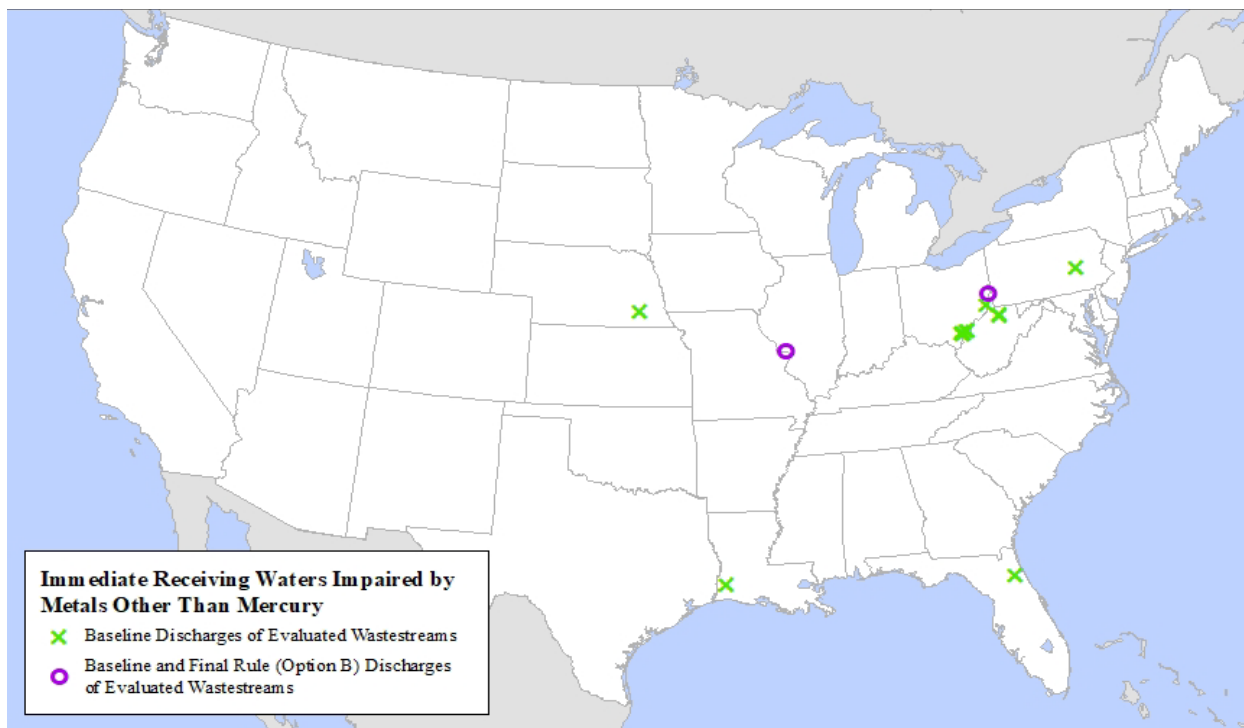 Immediate Receiving Waters Impaired by
Metals Other Than Mercury
Baseline Discharges of Evaluated Wastestreams
Baseline and Final Rule (Option B) Discharges
of Evaluated Wastestreams